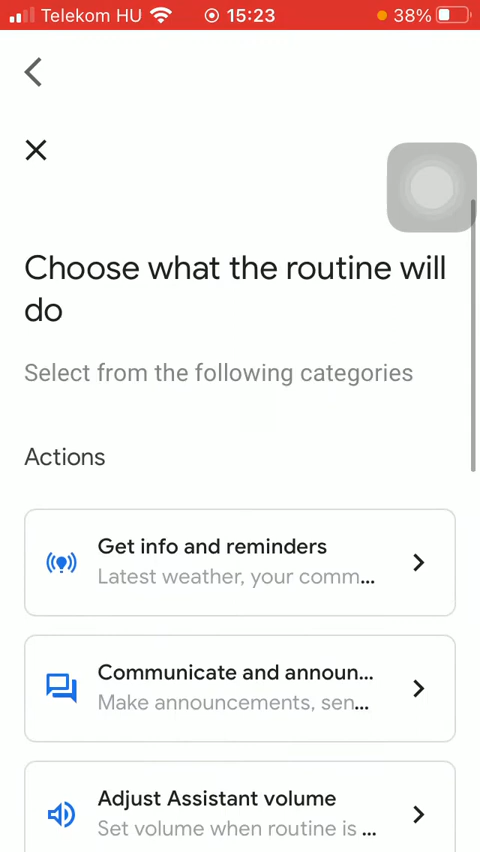 Telekom HU 15:23 38%
Choose what the routine will
do
Select from the following categories
Actions
Get info and reminders
Latest weather, your comm...
Communicate and announ...
Make announcements, sen...
Adjust Assistant volume
Set volume when routine is ...